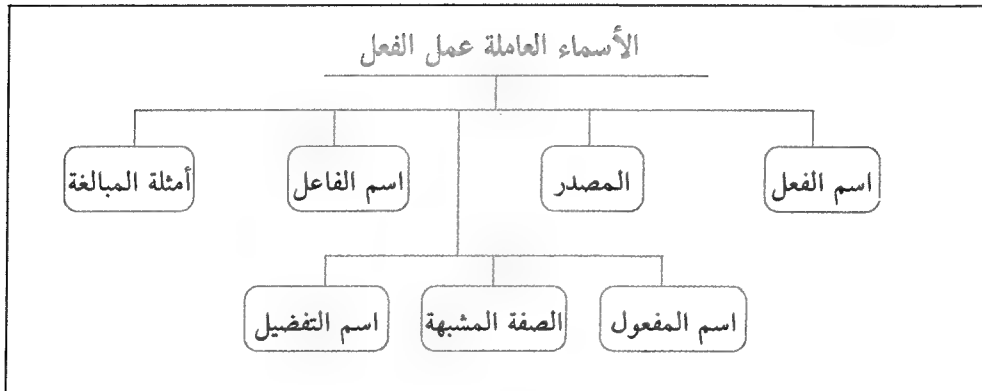 الأسماء العاملة عمل الفعل
اسم الفعل المصدر اسم الفاعل أمثلة المبالغة
اسم المفعول الصفة المشبهة اسم التفضيل